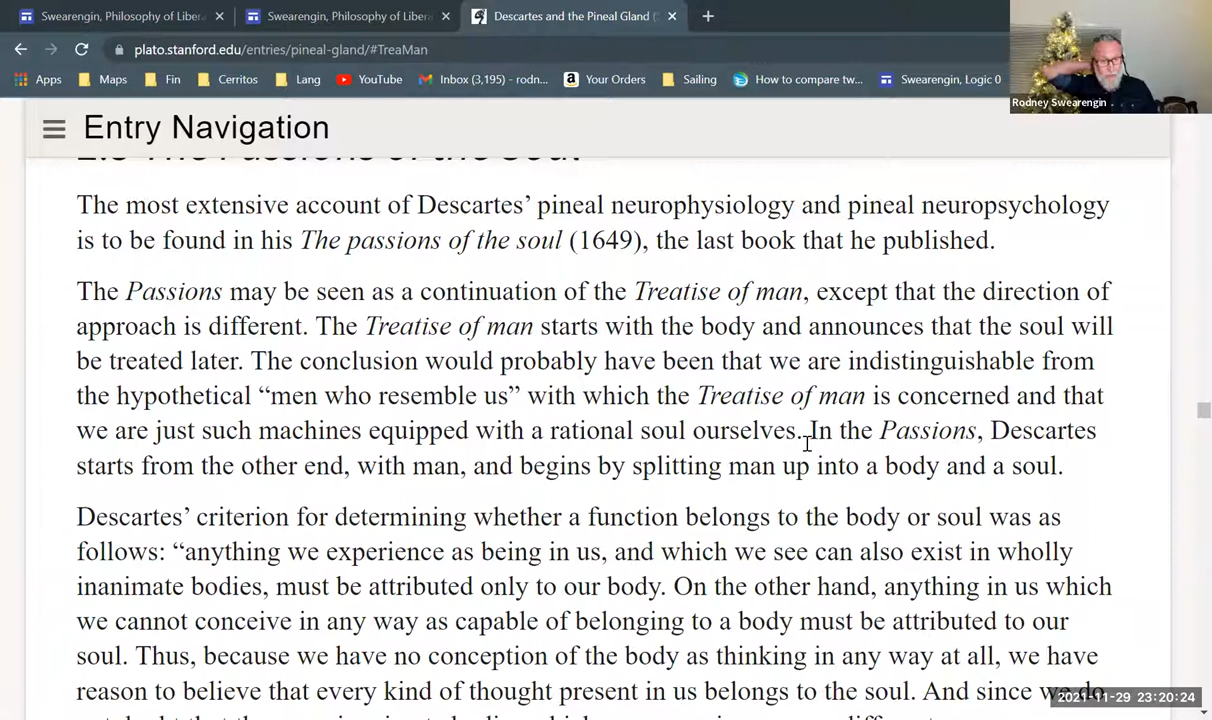 Swearengin, Philosophy of Libera
Swearengin, Philosophy of Libera
Descartes and the Pineal Gland (
plato.stanford.edu/entries/pineal-gland/#TreaMan
Apps
Maps
Fin
Cerritos
Lang
YouTube
Inbox (3,195) - rodn...
Your Orders
Sailing
How to compare tw...
Swearengin, Logic 0
Rodney Swearengin
Entry Navigation
The Passions of the Soul
The most extensive account of Descartes’ pineal neurophysiology and pineal neuropsychology
is to be found in his The passions of the soul (1649), the last book that he published.
The Passions may be seen as a continuation of the Treatise of man, except that the direction of
approach is different. The Treatise of man starts with the body and announces that the soul will
be treated later. The conclusion would probably have been that we are indistinguishable from
the hypothetical “men who resemble us” with which the Treatise of man is concerned and that
we are just such machines equipped with a rational soul ourselves. In the Passions, Descartes
starts from the other end, with man, and begins by splitting man up into a body and a soul.
Descartes’ criterion for determining whether a function belongs to the body or soul was as
follows: “anything we experience as being in us, and which we see can also exist in wholly
inanimate bodies, must be attributed only to our body. On the other hand, anything in us which
we cannot conceive in any way as capable of belonging to a body must be attributed to our
soul. Thus, because we have no conception of the body as thinking in any way at all, we have
reason to believe that every kind of thought present in us belongs to the soul. And since we do
2021-11-29 23:20:24